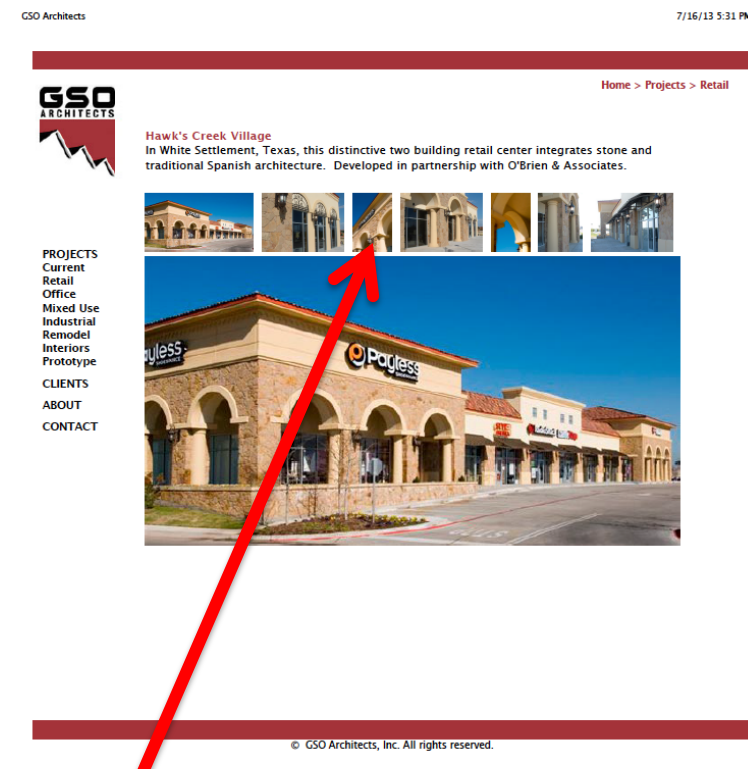 GSO Architects
7/16/13 5:31 PM
Home > Projects > Retail
GSO
ARCHITECTS
Hawk's Creek Village
In White Settlement, Texas, this distinctive two building retail center integrates stone and
traditional Spanish architecture. Developed in partnership with O'Brien & Associates.
PROJECTS
Current
Retail
Office
Mixed Use
Industrial
Remodel
Interiors
Prototype
CLIENTS
ABOUT
CONTACT
yless
Payless
© GSO Architects, Inc. All rights reserved.